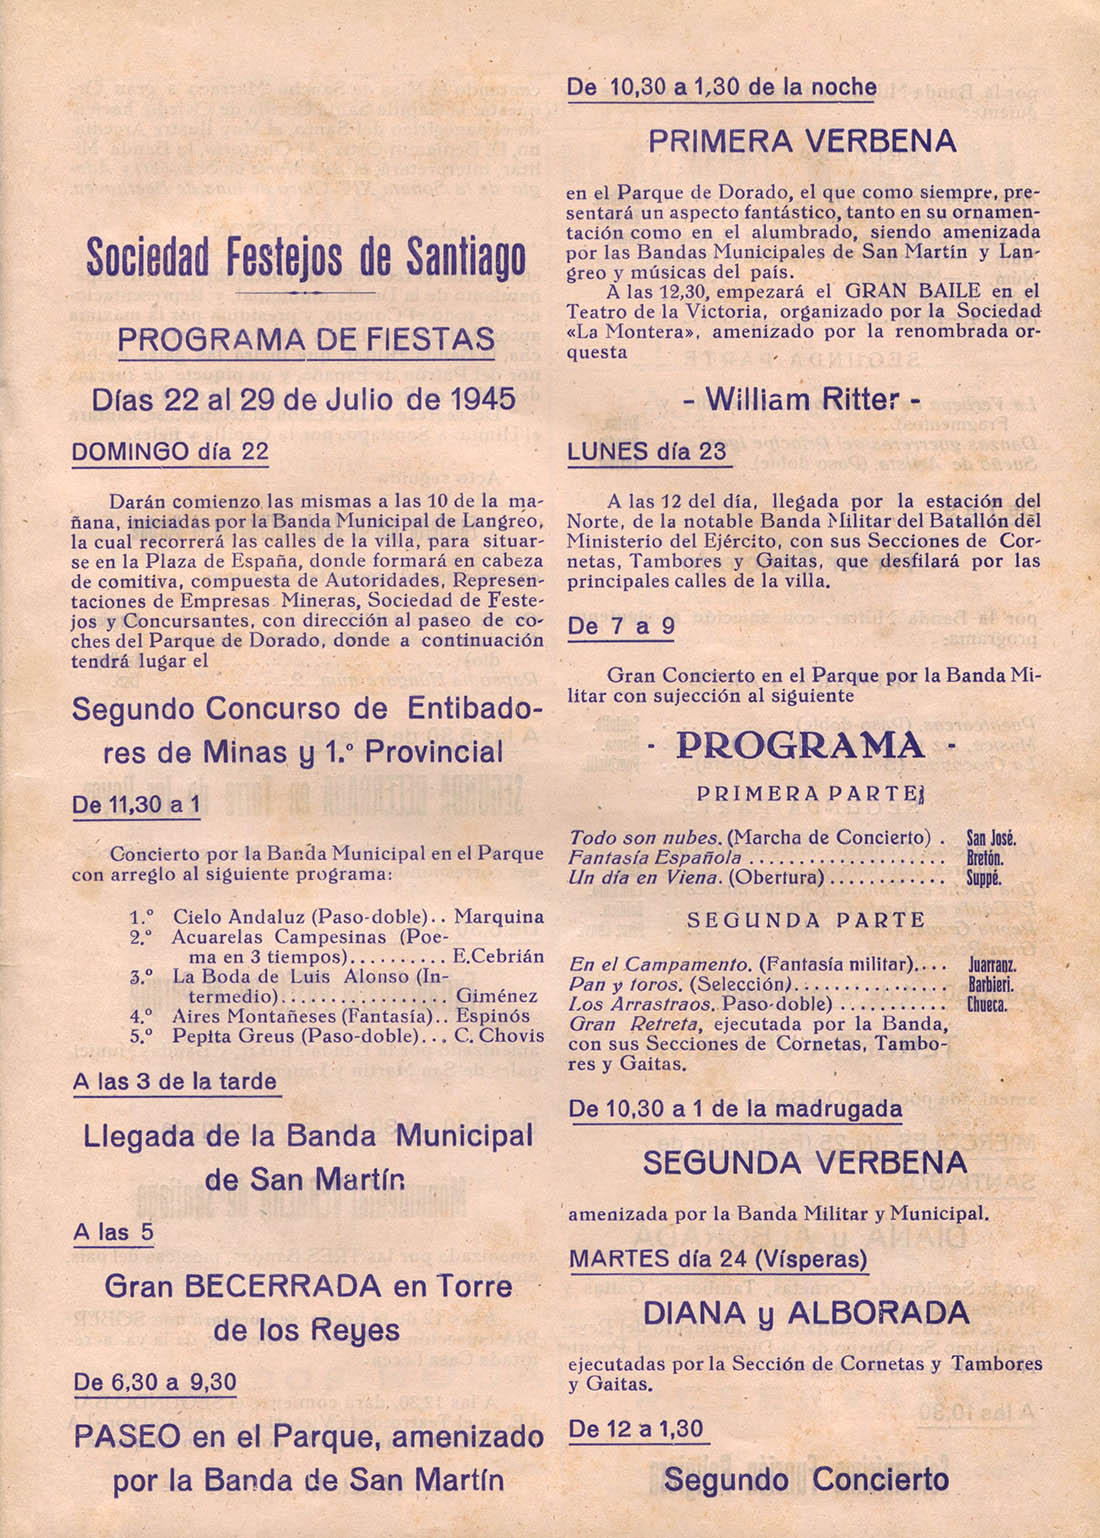 Sociedad Festejos de Santiago
PROGRAMA DE FIESTAS
Días 22 al 29 de Julio de 1945
DOMINGO día 22
Darán comienzo las mismas a las 10 de la ma-
ñana, iniciadas por la Banda Municipal de Langreo,
la cual recorrerá las calles de la villa, para situar-
se en la Plaza de España, donde formará en cabeza
de comitiva, compuesta de Autoridades, Represen-
taciones de Empresas Mineras, Sociedad de Feste-
jos y Concursantes, con dirección al paseo de co-
ches del Parque de Dorado, donde a continuación
tendrá lugar el
Segundo Concurso de Entibado-
res de Minas y 1.º Provincial
De 11,30 a 1
Concierto por la Banda Municipal en el Parque
con arreglo al siguiente programa:
1.º Cielo Andaluz (Paso-doble).. Marquina
2.º Acuarelas Campesinas (Poe-
ma en 3 tiempos).......... E.Cebrián
3.º La Boda de Luis Alonso (In-
termedio)................. Giménez
4.º Aires Montañeses (Fantasía).. Espinós
5.º Pepita Greus (Paso-doble)... C. Chovis
A las 3 de la tarde
Llegada de la Banda Municipal
de San Martín
A las 5
Gran BECERRADA en Torre
de los Reyes
De 6,30 a 9,30
PASEO en el Parque, amenizado
por la Banda de San Martín
De 10,30 a 1,30 de la noche
PRIMERA VERBENA
en el Parque de Dorado, el que como siempre, pre-
sentará un aspecto fantástico, tanto en su ornamen-
tación como en el alumbrado, siendo amenizada
por las Bandas Municipales de San Martín y Lan-
greo y músicas del país.
A las 12,30, empezará el GRAN BAILE en el
Teatro de la Victoria, organizado por la Sociedad
«La Montera», amenizado por la renombrada or-
questa
- William Ritter -
LUNES día 23
A las 12 del día, llegada por la estación del
Norte, de la notable Banda Militar del Batallón del
Ministerio del Ejército, con sus Secciones de Cor-
netas, Tambores y Gaitas, que desfilará por las
principales calles de la villa.
De 7 a 9
Gran Concierto en el Parque por la Banda Mi-
litar con sujección al siguiente
- PROGRAMA -
PRIMERA PARTE
Todo son nubes. (Marcha de Concierto) . San José.
Fantasía Española ................... Bretón.
Un día en Viena. (Obertura)............ Suppé.
SEGUNDA PARTE
En el Campamento. (Fantasía militar).... Juarranz.
Pan y toros. (Selección)............... Barbieri.
Los Arrastraos. Paso-doble) ........... Chueca.
Gran Retreta, ejecutada por la Banda,
con sus Secciones de Cornetas, Tambo-
res y Gaitas.
De 10,30 a 1 de la madrugada
SEGUNDA VERBENA
amenizada por la Banda Militar y Municipal.
MARTES día 24 (Vísperas)
DIANA y ALBORADA
ejecutadas por la Sección de Cornetas y Tambores
y Gaitas.
De 12 a 1,30
Segundo Concierto